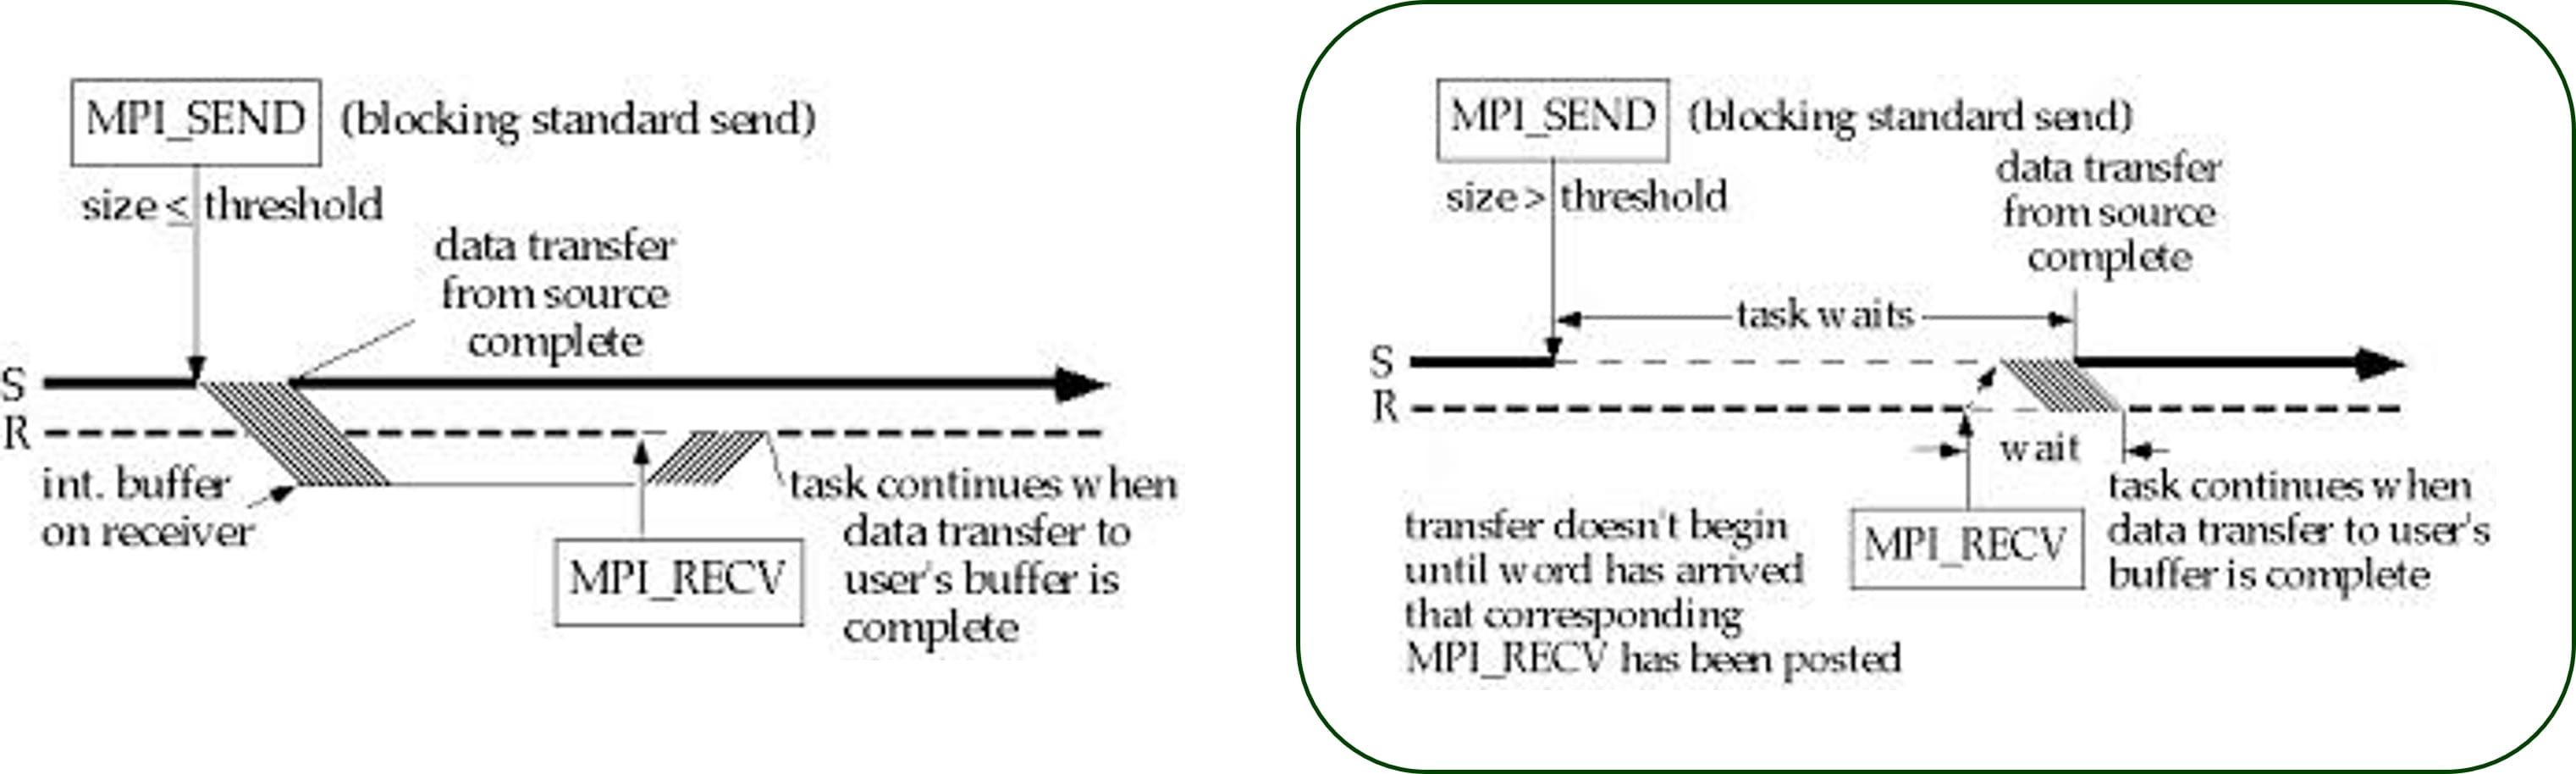 MPI_SEND (blocking standard send)
size ≤ threshold
data transfer
from source
complete
S
R
int. buffer
on receiver
MPI_RECV
task continues when
data transfer to
user's buffer is
complete
MPI_SEND (blocking standard send)
size > threshold
data transfer
from source
complete
task waits
S
R
wait
MPI_RECV
transfer doesn't begin
until word has arrived
that corresponding
MPI_RECV has been posted
task continues when
data transfer to user's
buffer is complete